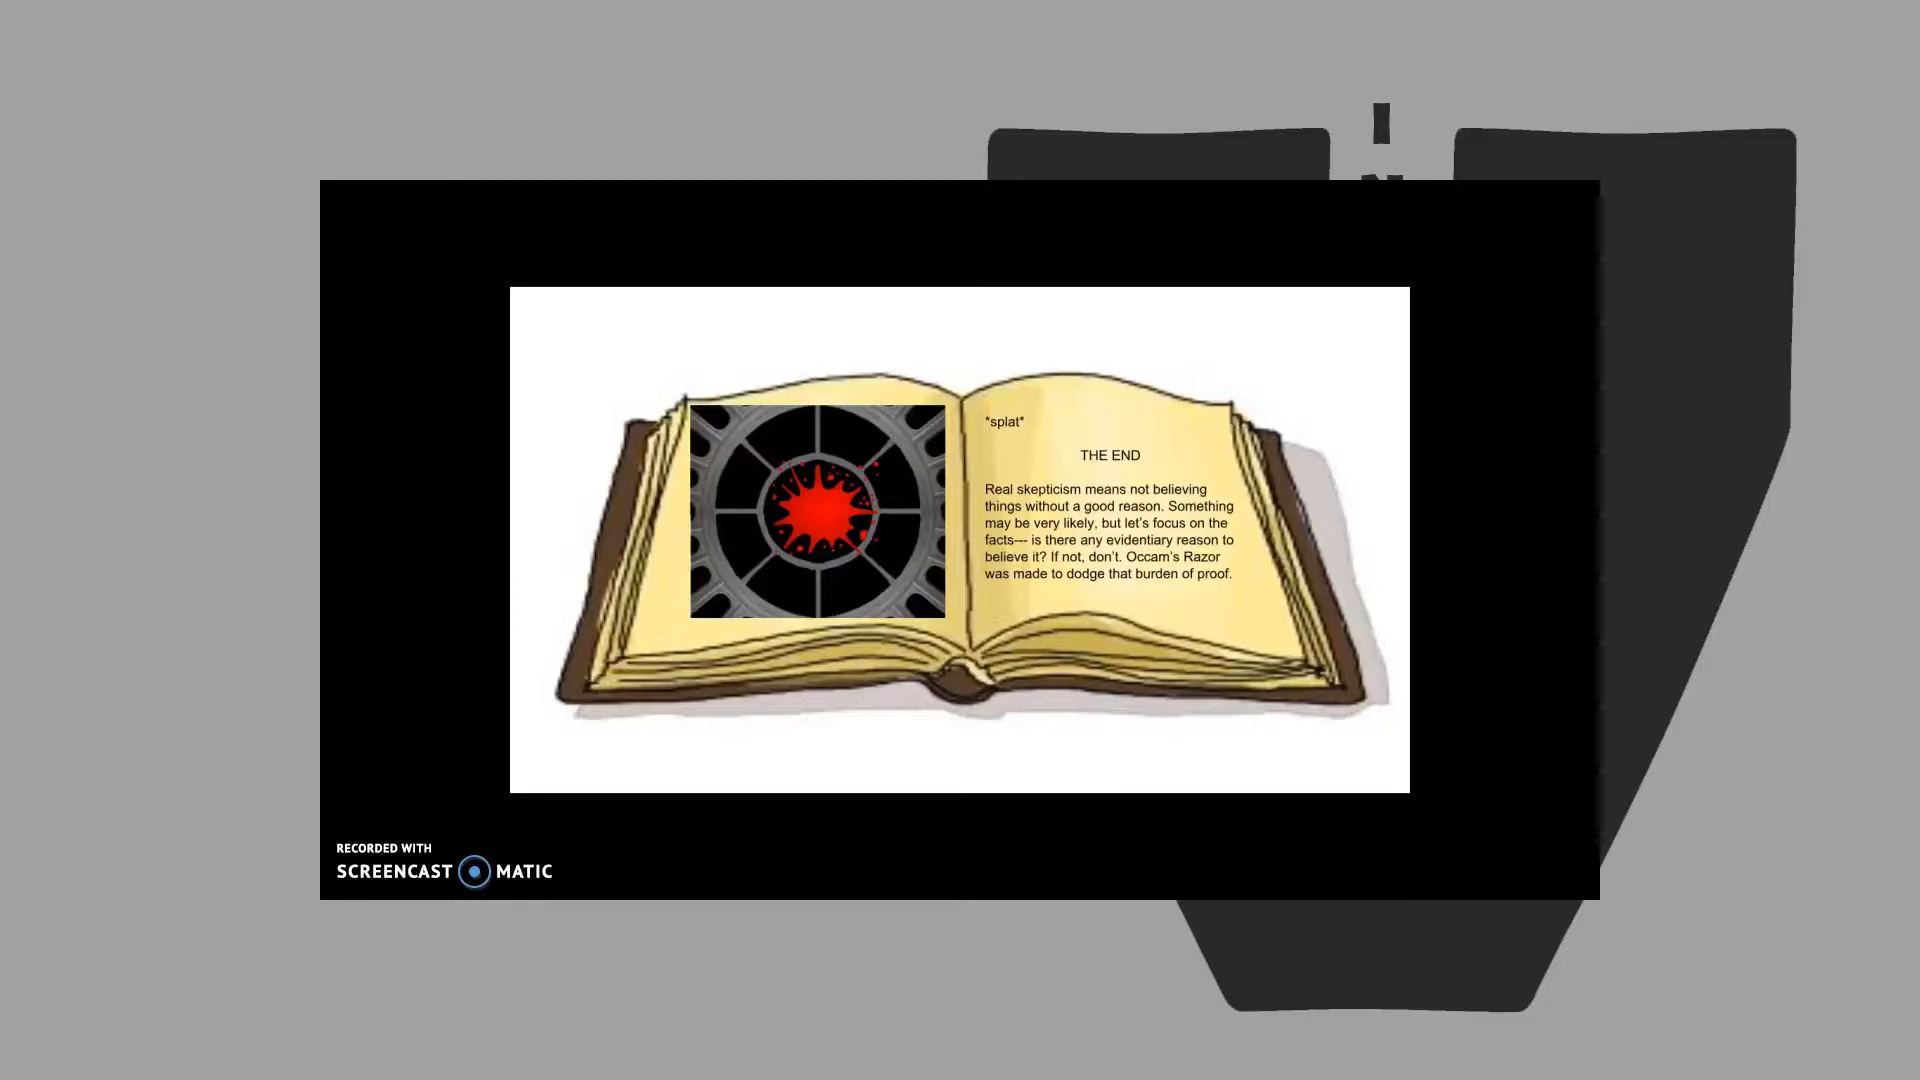 *splat*
THE END
Real skepticism means not believing
things without a good reason. Something
may be very likely, but let's focus on the
facts--- is there any evidentiary reason to
believe it? If not, don't. Occam's Razor
was made to dodge that burden of proof.
RECORDED WITH
SCREENCAST MATIC